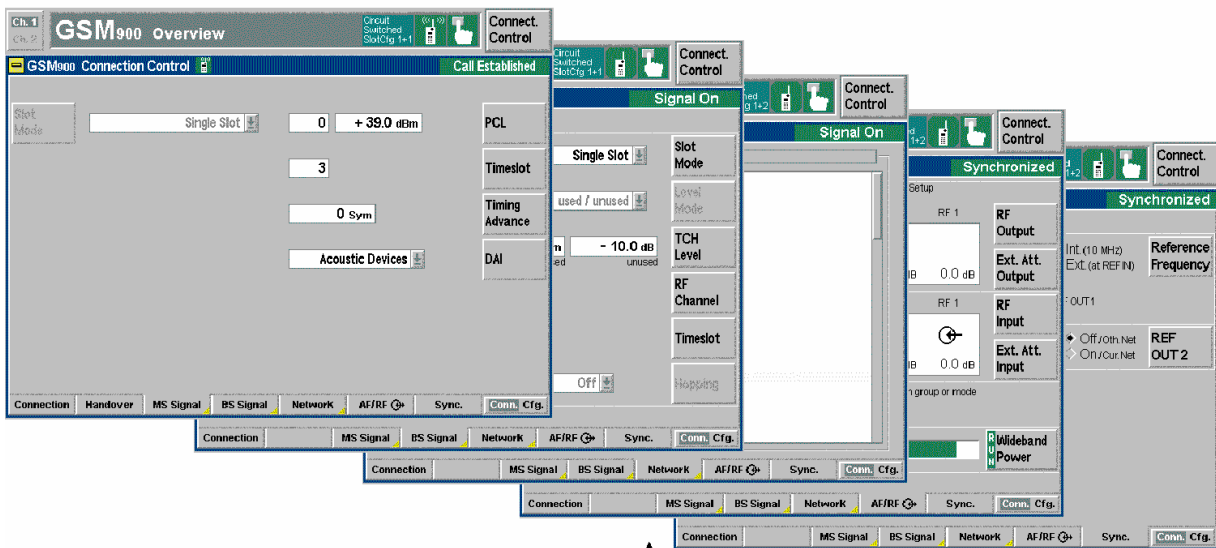 Ch. 1
Ch. 2
GSM900 Overview
Circuit
Switched
SlotCfg 1+1
Connect.
Control
GSM900 Connection Control
Call Established
Slot
Mode
Single Slot
0
+ 39.0 dBm
PCL
3
Timeslot
0 Sym
Timing
Advance
Acoustic Devices
DAI
Connection Handover MS Signal BS Signal Network AF/RF Sync. Conn. Cfg.
Circuit
Switched
SlotCfg 1+1
Connect.
Control
Signal On
Single Slot
Slot
Mode
used / unused
Level
Mode
- 10.0 dB
unused
TCH
Level
RF
Channel
Timeslot
Off
Hopping
Connection MS Signal BS Signal Network AF/RF Sync. Conn. Cfg.
1+2
Connect.
Control
Signal On
Connection MS Signal BS Signal Network AF/RF Sync. Conn. Cfg.
1+2
Connect.
Control
Synchronized
Setup
RF 1
RF
Output
0.0 dB
Ext. Att.
Output
RF 1
RF
Input
0.0 dB
Ext. Att.
Input
group or mode
RUN
Wideband
Power
Connection MS Signal BS Signal Network AF/RF Sync. Conn. Cfg.
1+2
Connect.
Control
Synchronized
Int. (10 MHz)
Ext. (at REF IN)
Reference
Frequency
OUT1
Off/Oth. Net
On/Cur. Net
REF
OUT 2
Connection MS Signal BS Signal Network AF/RF Sync. Conn. Cfg.